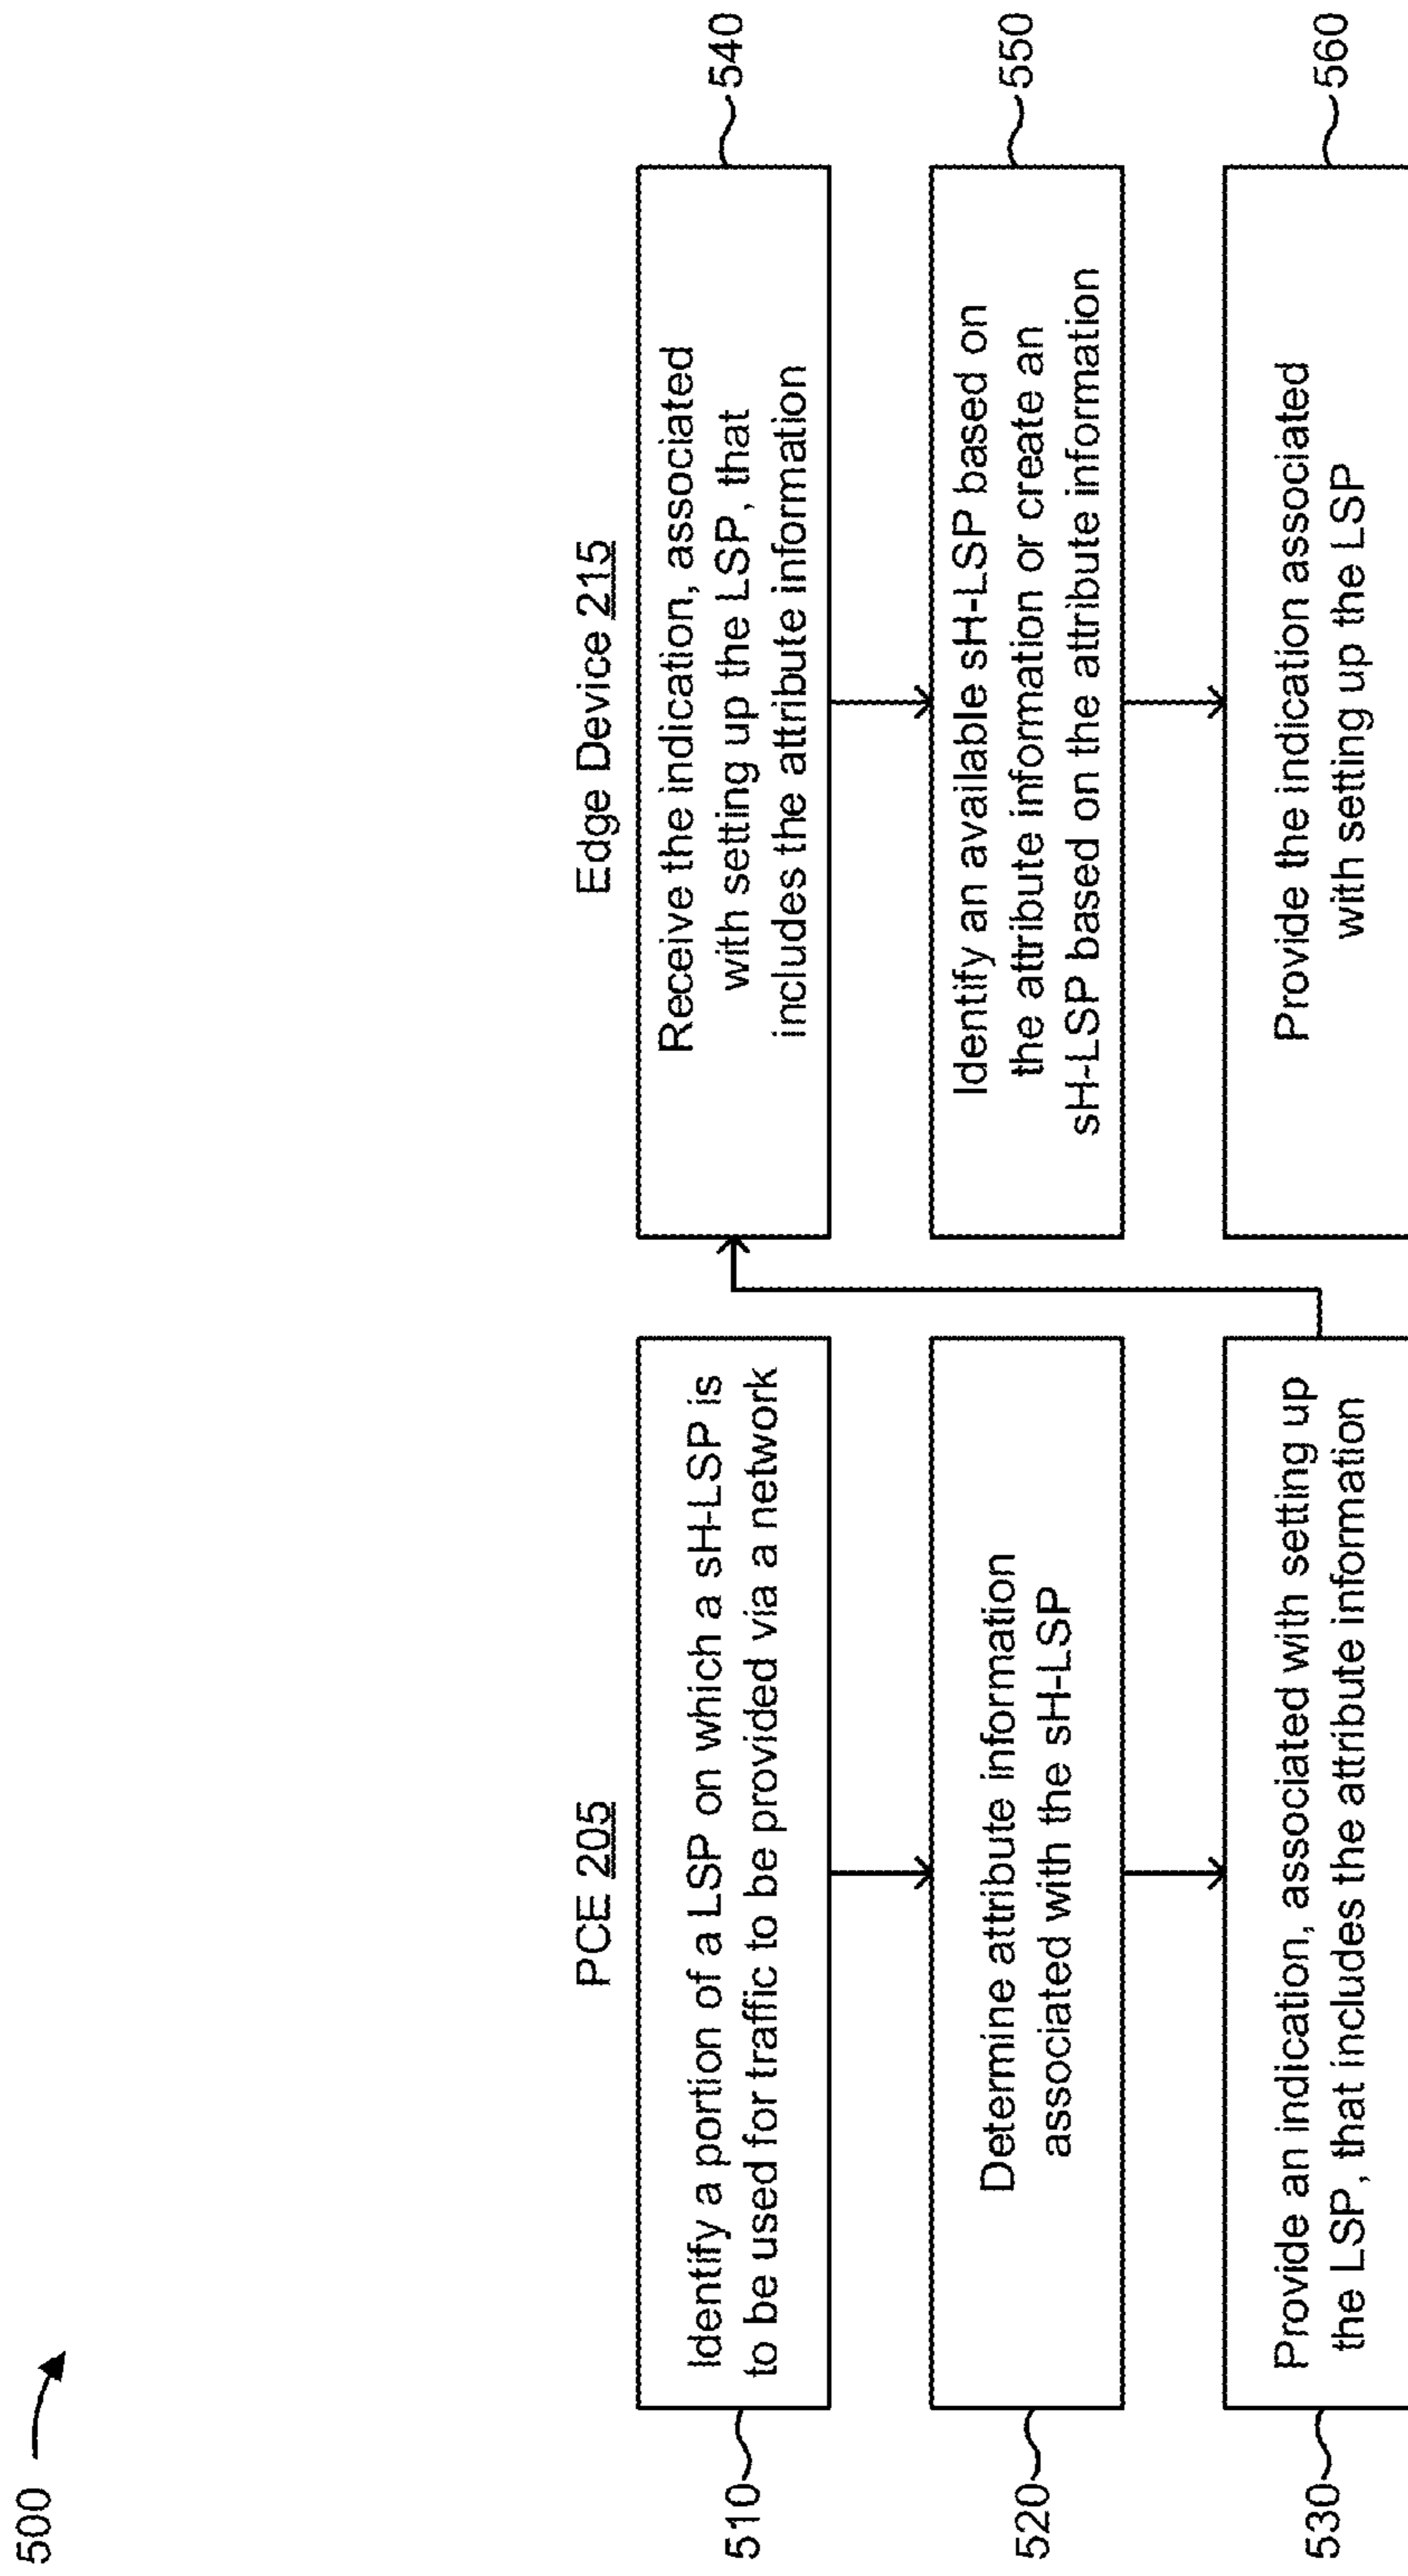 500
PCE 205
510
Identify a portion of a LSP on which a sH-LSP is
to be used for traffic to be provided via a network
520
Determine attribute information
associated with the sH-LSP
530
Provide an indication, associated with setting up
the LSP, that includes the attribute information
Edge Device 215
Receive the indication, associated
with setting up the LSP, that
includes the attribute information
540
Identify an available sH-LSP based on
the attribute information or create an
sH-LSP based on the attribute information
550
Provide the indication associated
with setting up the LSP
560